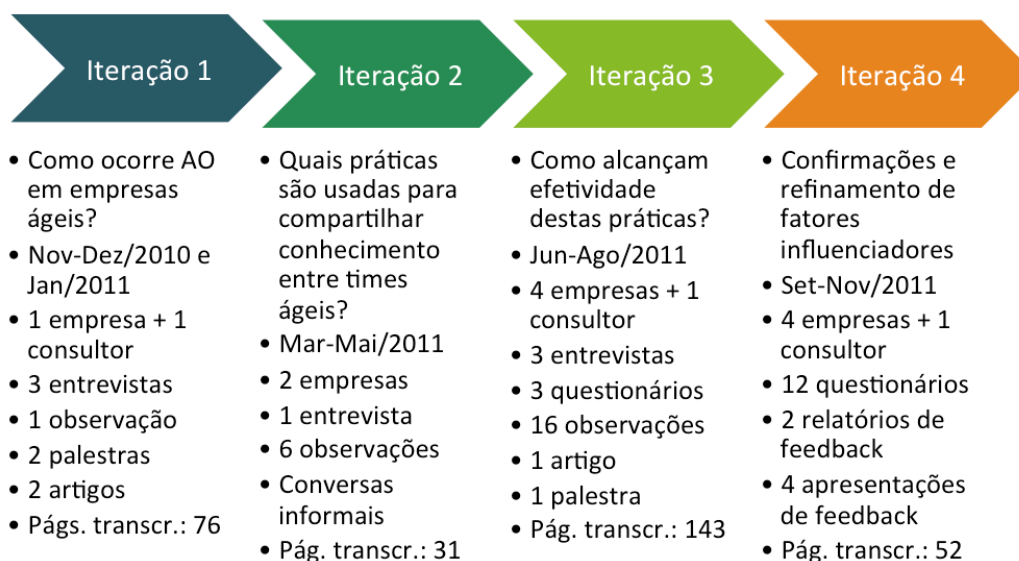 Iteração 1
• Como ocorre AO
em empresas
ágeis?
• Nov-Dez/2010 e
Jan/2011
• 1 empresa + 1
consultor
• 3 entrevistas
• 1 observação
• 2 palestras
• 2 artigos
• Págs. transcr.: 76
Iteração 2
• Quais práticas
são usadas para
compartilhar
conhecimento
entre times
ágeis?
• Mar-Mai/2011
• 2 empresas
• 1 entrevista
• 6 observações
• Conversas
informais
• Pág. transcr.: 31
Iteração 3
• Como alcançam
efetividade
destas práticas?
• Jun-Ago/2011
• 4 empresas + 1
consultor
• 3 entrevistas
• 3 questionários
• 16 observações
• 1 artigo
• 1 palestra
• Pág. transcr.: 143
Iteração 4
• Confirmações e
refinamento de
fatores
influenciadores
• Set-Nov/2011
• 4 empresas + 1
consultor
• 12 questionários
• 2 relatórios de
feedback
• 4 apresentações
de feedback
• Pág. transcr.: 52